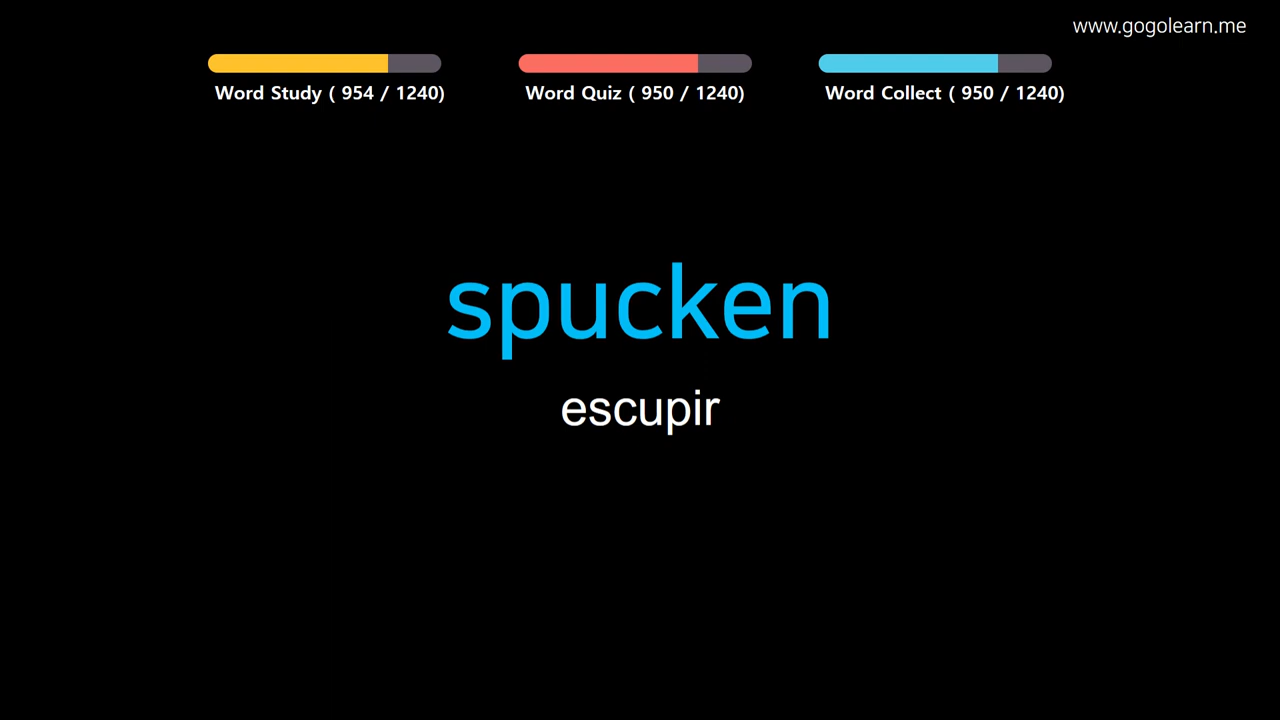 www.gogolearn.me
Word Study ( 954 / 1240)
Word Quiz ( 950 / 1240)
Word Collect ( 950 / 1240)
spucken
escupir